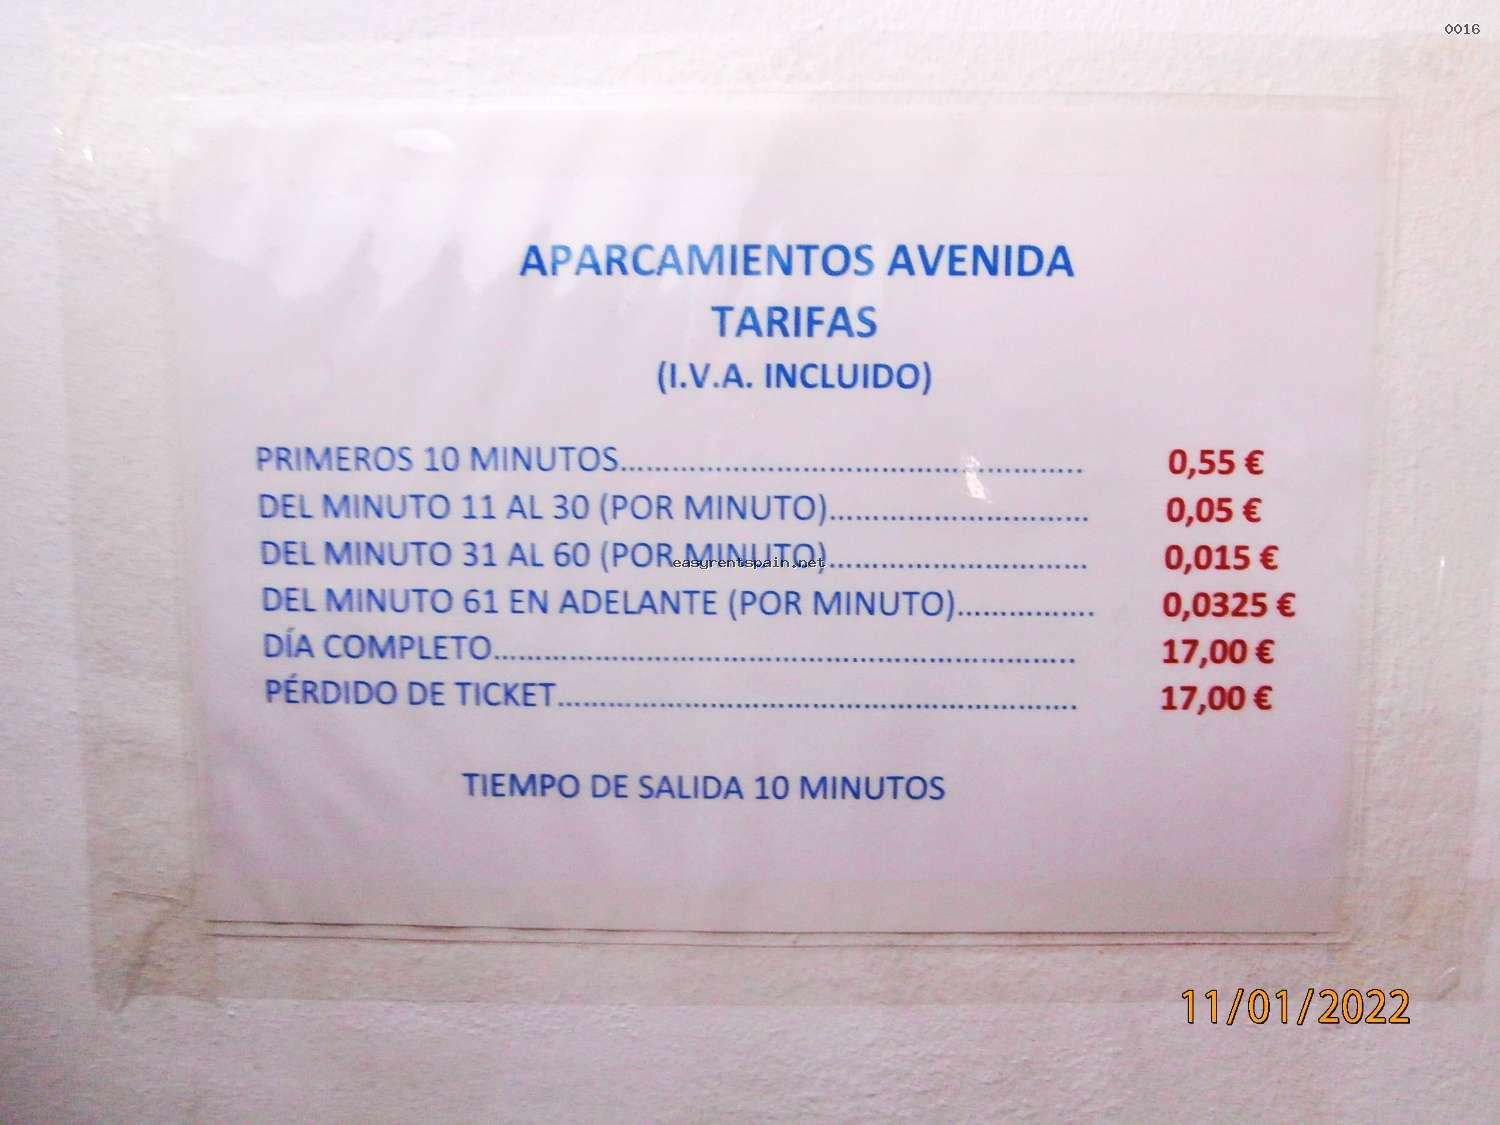 0016
APARCAMIENTOS AVENIDA
TARIFAS
(I.V.A. INCLUIDO)
PRIMEROS 10 MINUTOS.................................................... 0,55 €
DEL MINUTO 11 AL 30 (POR MINUTO)............................. 0,05 €
DEL MINUTO 31 AL 60 (POR MINUTO)............................. 0,015 €
easyrentspain.net
DEL MINUTO 61 EN ADELANTE (POR MINUTO)................ 0,0325 €
DÍA COMPLETO.................................................................. 17,00 €
PÉRDIDO DE TICKET............................................................ 17,00 €
TIEMPO DE SALIDA 10 MINUTOS
11/01/2022